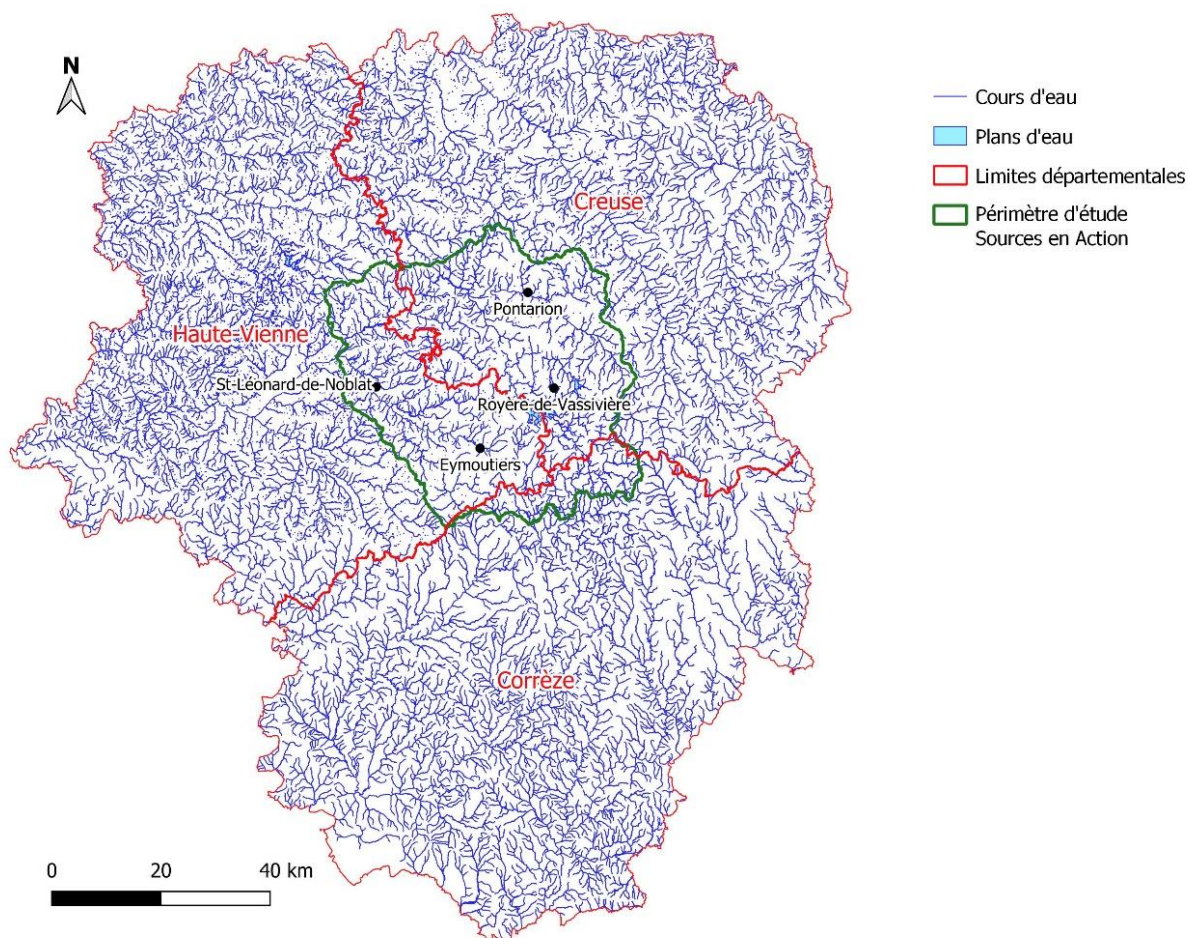 N
Cours d'eau
Plans d'eau
Limites départementales
Périmètre d'étude
Sources en Action
Creuse
Pontarion
Haute-Vienne
St-Léonard-de-Noblat
Royère-de-Vassivière
Eymoutiers
Corrèze
0 20 40 km